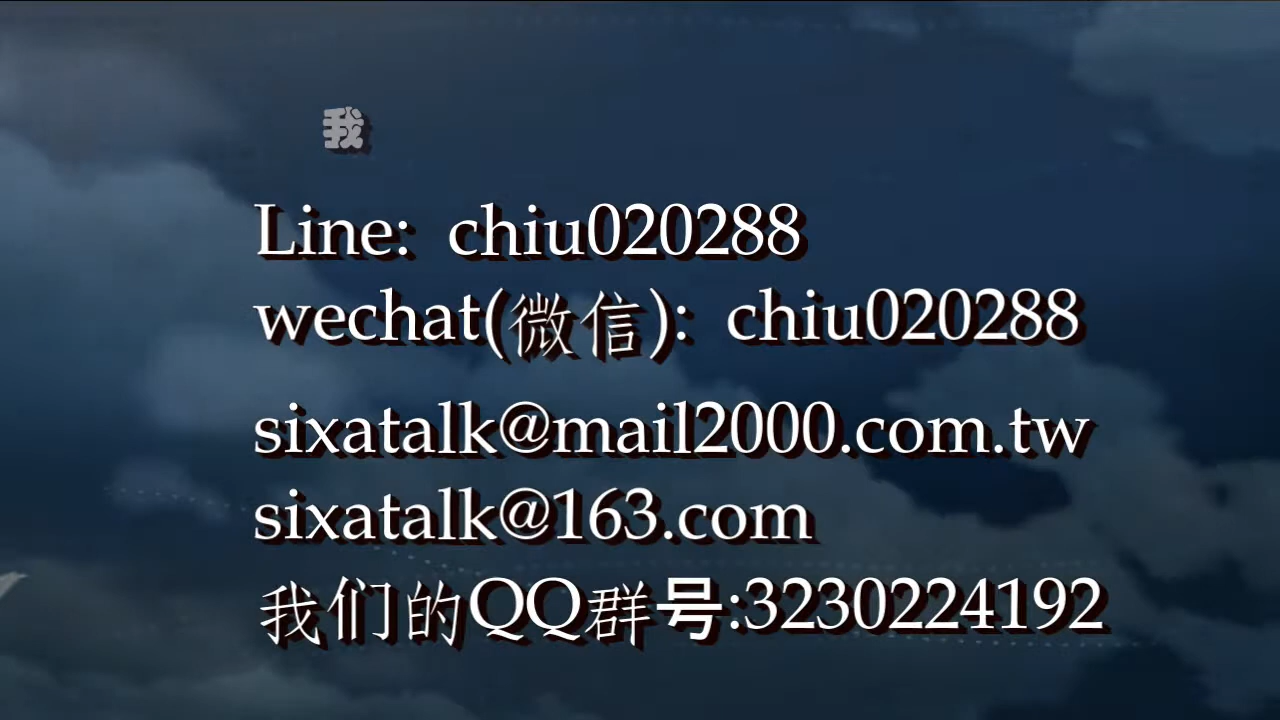 我
Line: chiu020288
wechat(微信): chiu020288
sixatalk@mail2000.com.tw
sixatalk@163.com
我们的QQ群号:3230224192